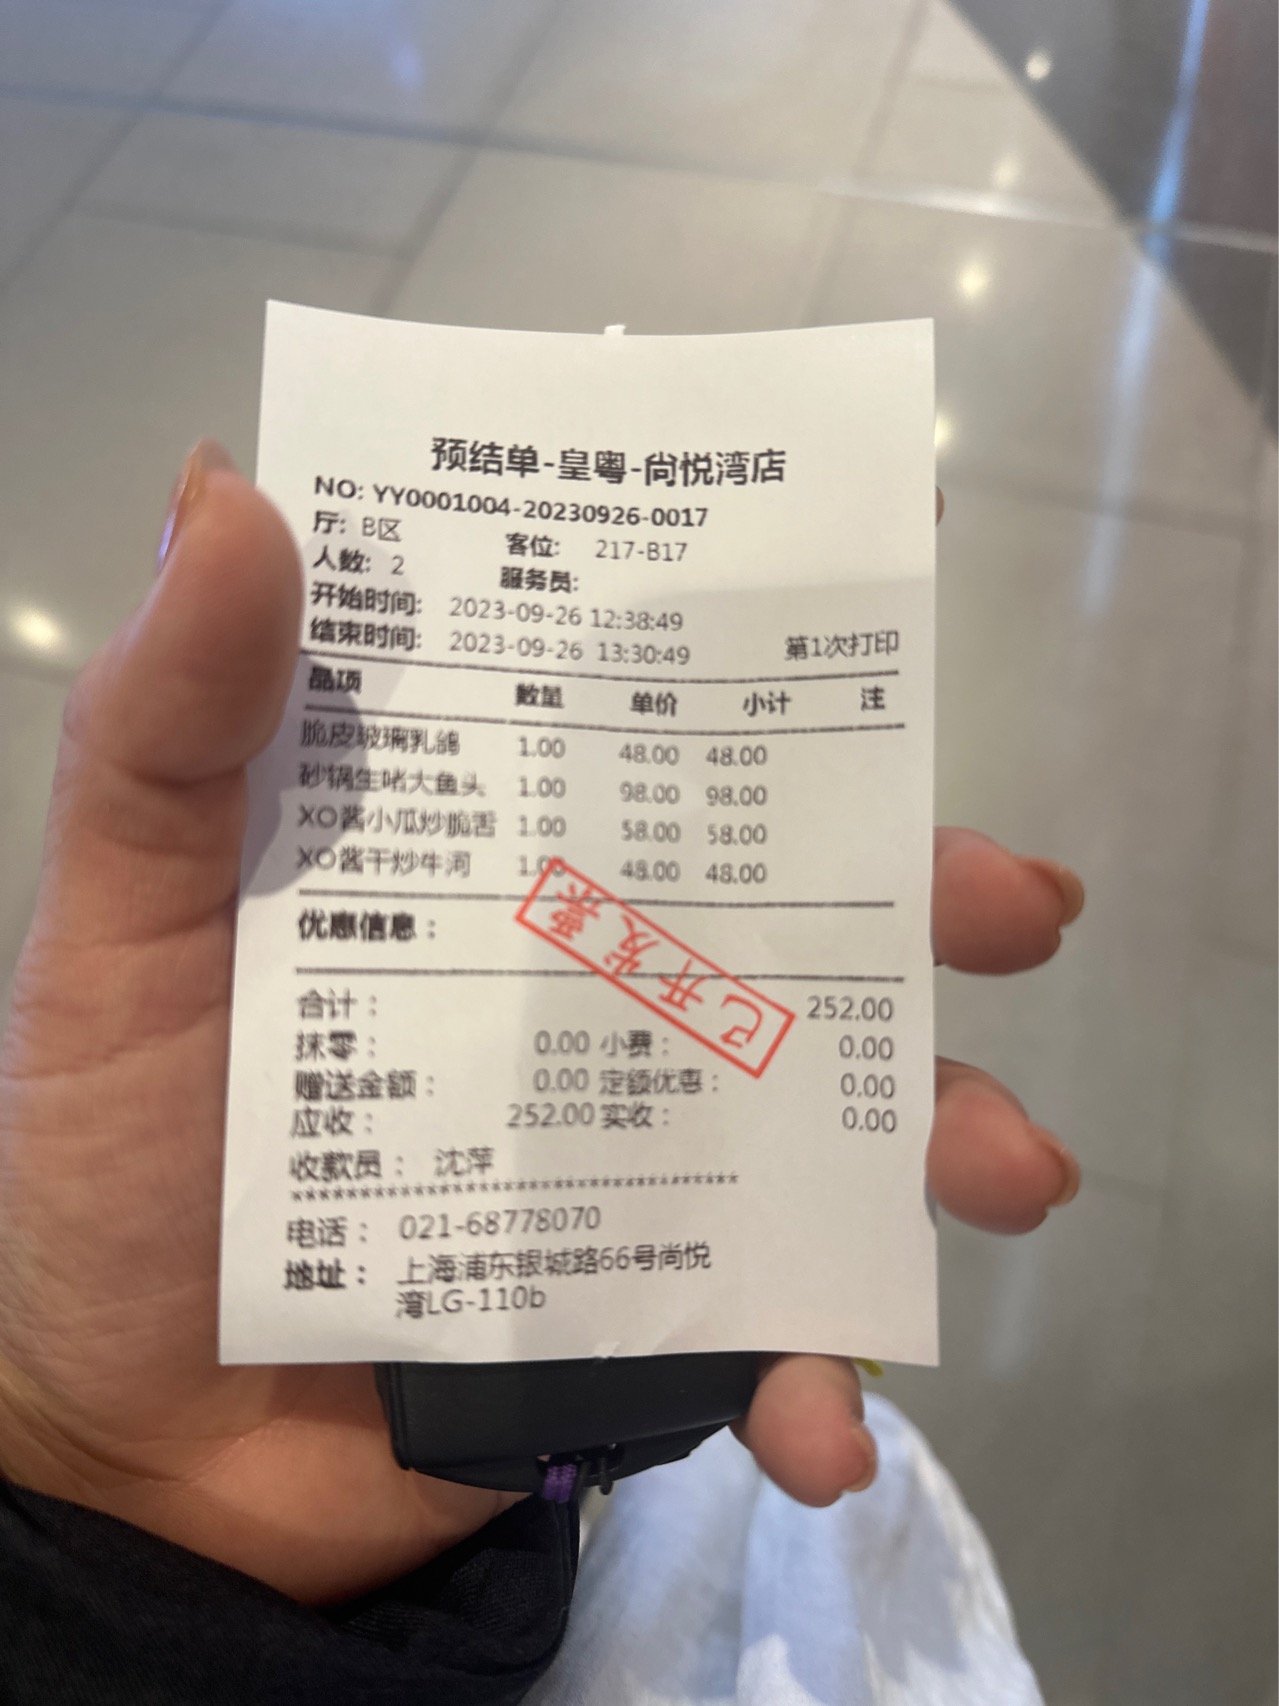 预结单-皇粤-尚悦湾店
NO: YY0001004-20230926-0017
厅: B区 客位: 217-B17
人数: 2 服务员:
开始时间: 2023-09-26 12:38:49
结束时间: 2023-09-26 13:30:49 第1次打印
品项 数量 单价 小计 注
脆皮玻璃乳鸽 1.00 48.00 48.00
砂锅生啫大鱼头 1.00 98.00 98.00
XO酱小瓜炒脆舌 1.00 58.00 58.00
XO酱干炒牛河 1.00 48.00 48.00
已开发票
优惠信息：
合计： 252.00
抹零： 0.00 小费： 0.00
赠送金额： 0.00 定额优惠： 0.00
应收： 252.00 实收： 0.00
收款员： 沈萍
************************************
电话： 021-68778070
地址： 上海浦东银城路66号尚悦
湾LG-110b